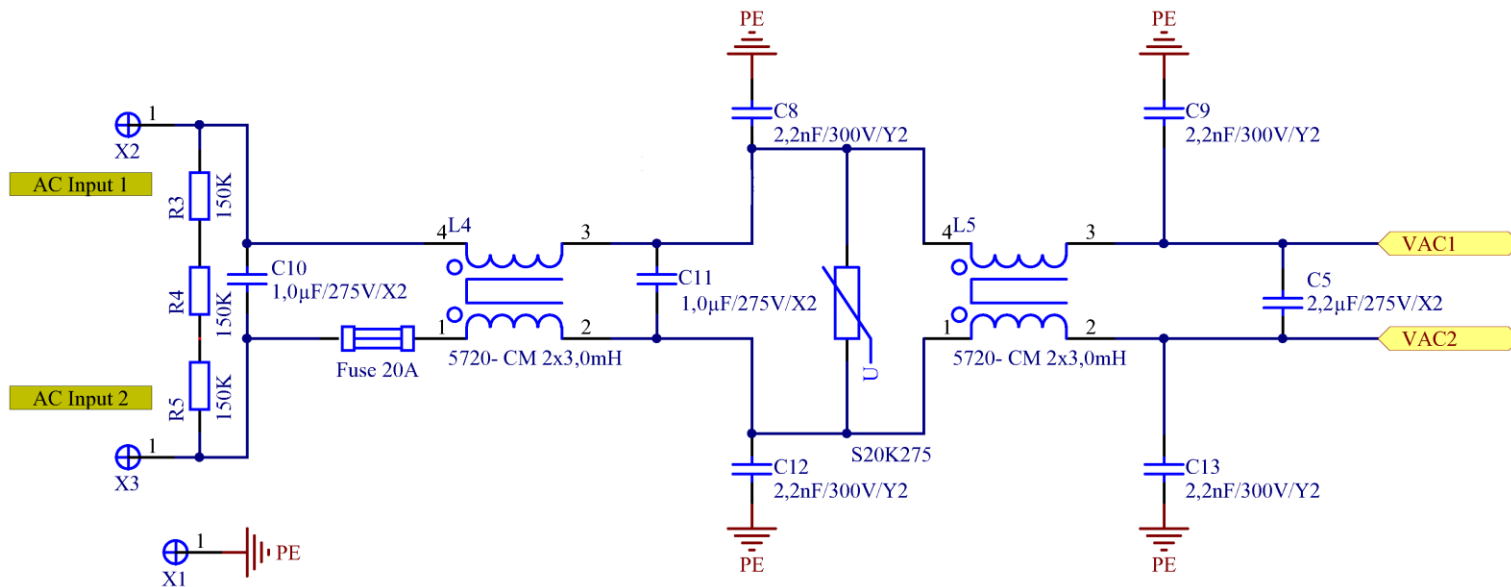 PE
PE
1
C8
2,2nF/300V/Y2
C9
2,2nF/300V/Y2
X2
AC Input 1
R3
150K
4
L4
3
4
L5
3
VAC1
C10
1,0µF/275V/X2
C11
1,0µF/275V/X2
C5
2,2µF/275V/X2
R4
150K
1
2
1
2
VAC2
Fuse 20A
5720- CM 2x3,0mH
U
5720- CM 2x3,0mH
AC Input 2
R5
150K
1
X3
S20K275
C12
2,2nF/300V/Y2
C13
2,2nF/300V/Y2
1
PE
X1
PE
PE